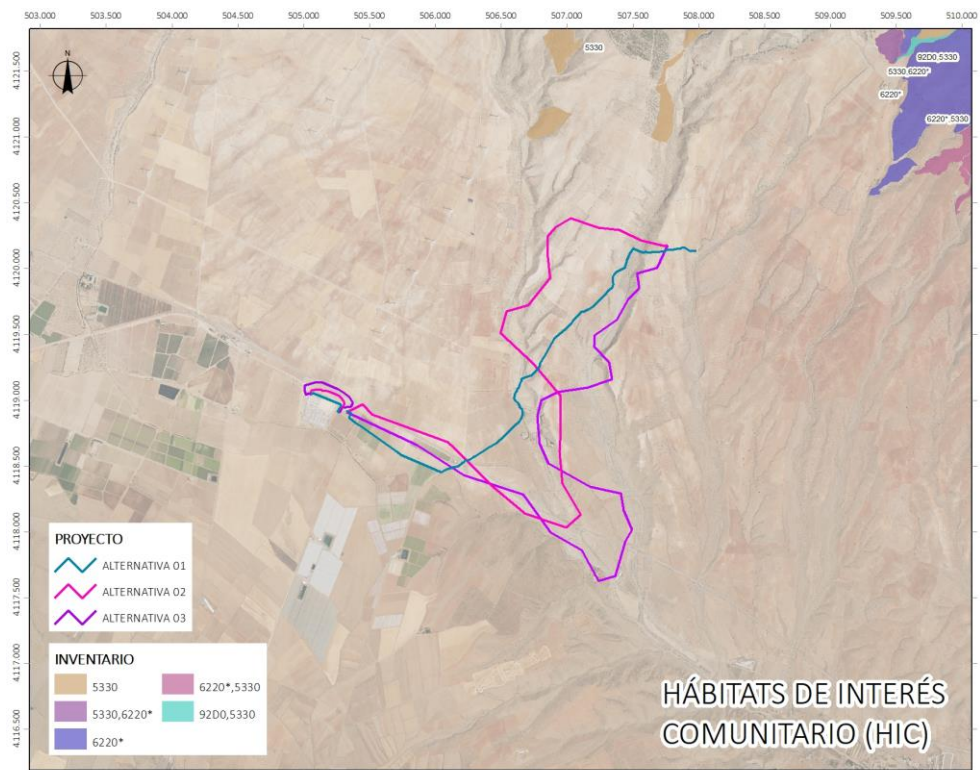 503.000 503.500 504.000 504.500 505.000 505.500 506.000 506.500 507.000 507.500 508.000 508.500 509.000 509.500 510.000
N
5330
92D0,5330
5330,6220*
6220*
6220*,5330
4.121.500
4.121.000
4.120.500
4.120.000
4.119.500
4.119.000
4.118.500
4.118.000
4.117.500
4.117.000
4.116.500
PROYECTO
ALTERNATIVA 01
ALTERNATIVA 02
ALTERNATIVA 03
INVENTARIO
5330 6220*,5330
5330,6220* 92D0,5330
6220*
HÁBITATS DE INTERÉS
COMUNITARIO (HIC)